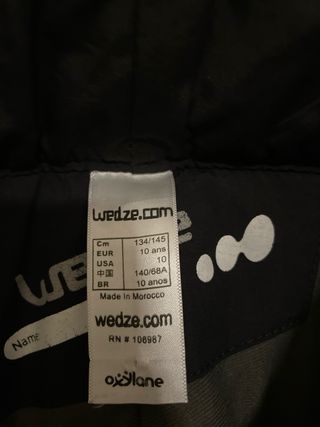 wedze.com
Cm 134/145
EUR 10 ans
USA 10
中国 140/68A
BR 10 anos
Made in Morocco
wedze.com
RN # 106987
oxylane
WEDZE
Name